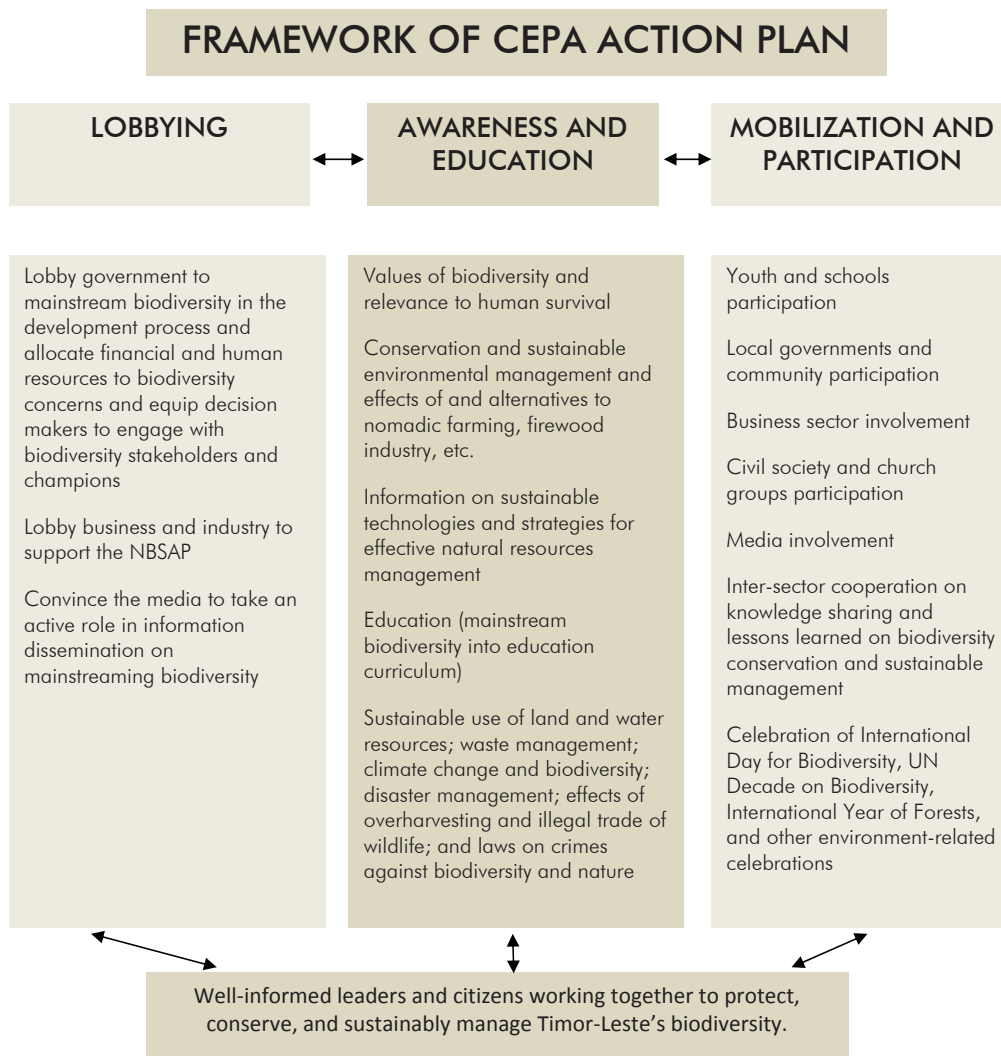 FRAMEWORK OF CEPA ACTION PLAN
LOBBYING
AWARENESS AND
EDUCATION
MOBILIZATION AND
PARTICIPATION
Lobby government to
mainstream biodiversity in the
development process and
allocate financial and human
resources to biodiversity
concerns and equip decision
makers to engage with
biodiversity stakeholders and
champions
Lobby business and industry to
support the NBSAP
Convince the media to take an
active role in information
dissemination on
mainstreaming biodiversity
Values of biodiversity and
relevance to human survival
Conservation and sustainable
environmental management and
effects of and alternatives to
nomadic farming, firewood
industry, etc.
Information on sustainable
technologies and strategies for
effective natural resources
management
Education (mainstream
biodiversity into education
curriculum)
Sustainable use of land and water
resources; waste management;
climate change and biodiversity;
disaster management; effects of
overharvesting and illegal trade of
wildlife; and laws on crimes
against biodiversity and nature
Youth and schools
participation
Local governments and
community participation
Business sector involvement
Civil society and church
groups participation
Media involvement
Inter-sector cooperation on
knowledge sharing and
lessons learned on biodiversity
conservation and sustainable
management
Celebration of International
Day for Biodiversity, UN
Decade on Biodiversity,
International Year of Forests,
and other environment-related
celebrations
Well-informed leaders and citizens working together to protect,
conserve, and sustainably manage Timor-Leste’s biodiversity.